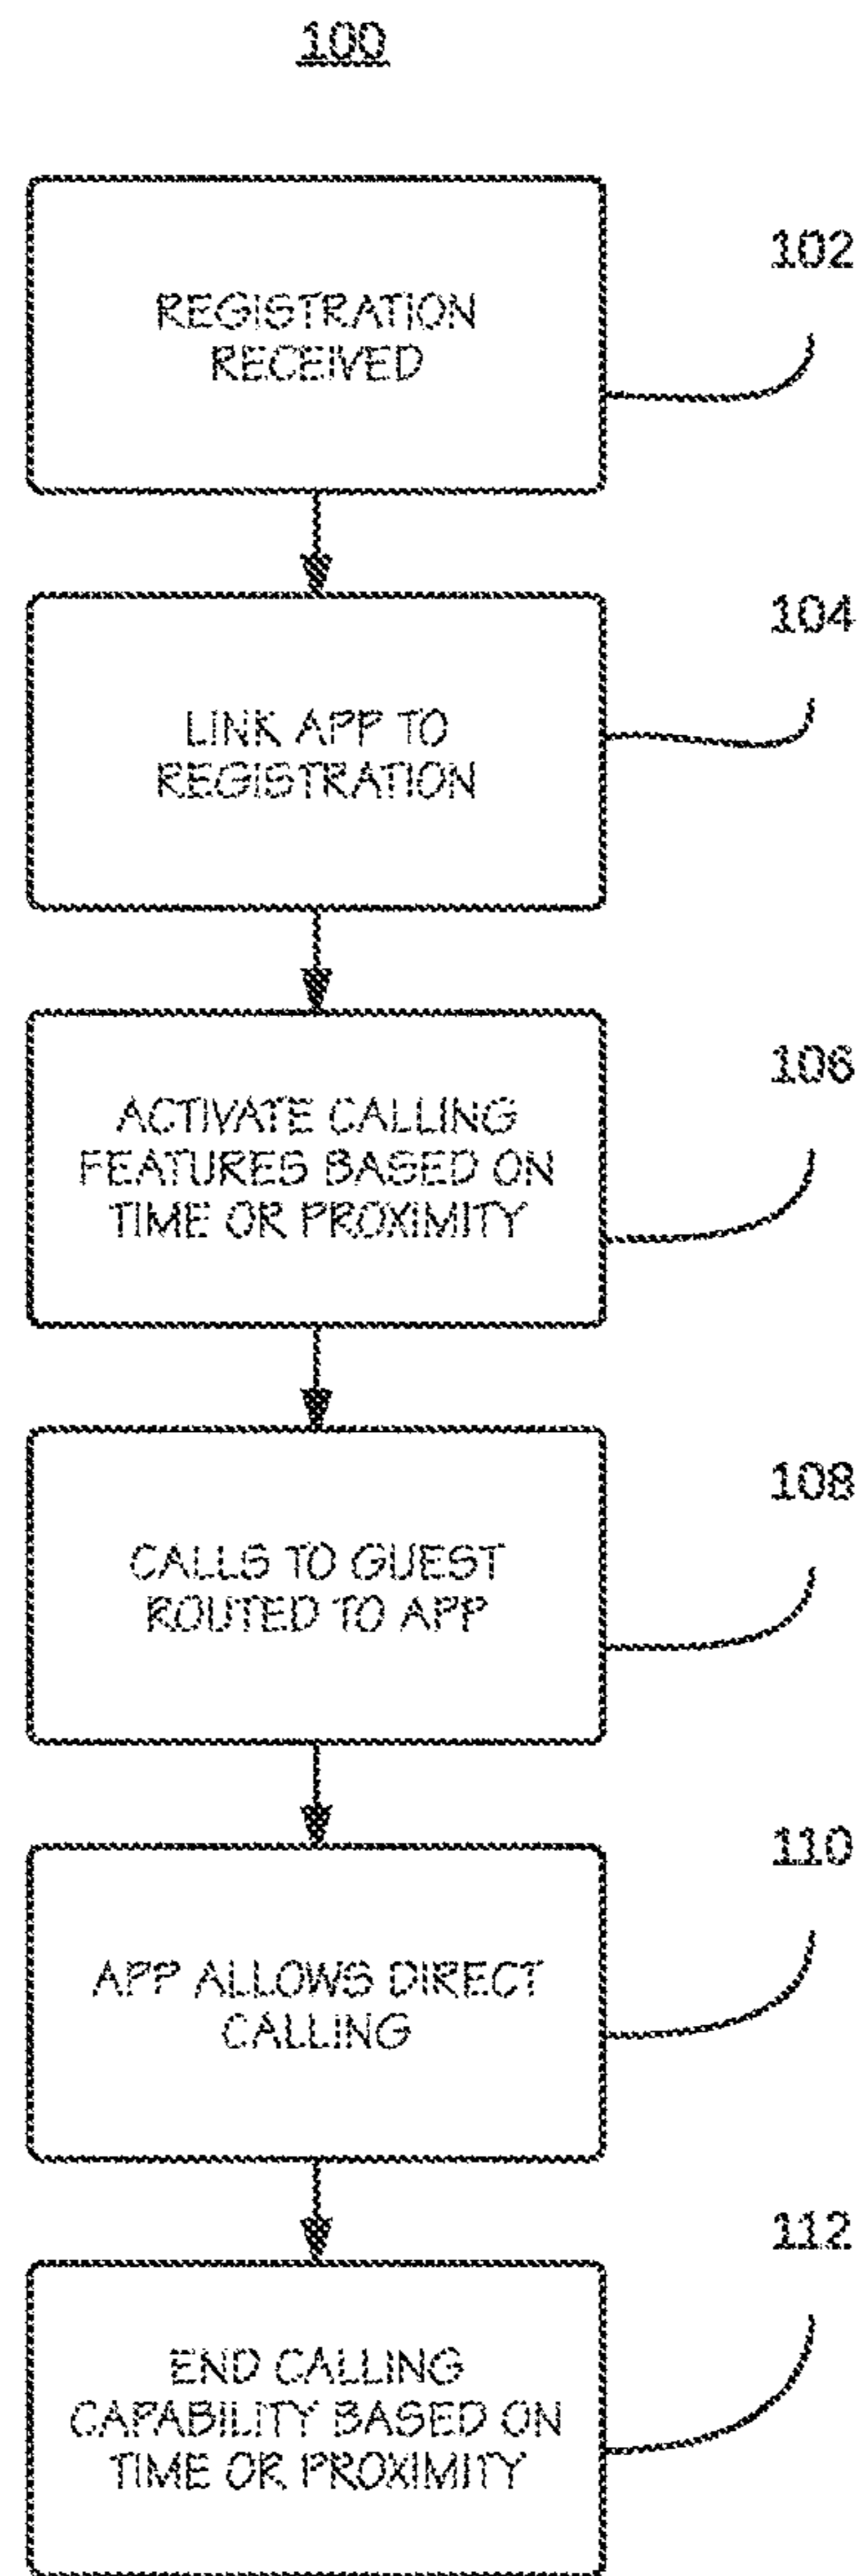 100
102
REGISTRATION
RECEIVED
104
LINK APP TO
REGISTRATION
106
ACTIVATE CALLING
FEATURES BASED ON
TIME OR PROXIMITY
108
CALLS TO GUEST
ROUTED TO APP
110
APP ALLOWS DIRECT
CALLING
112
END CALLING
CAPABILITY BASED ON
TIME OR PROXIMITY